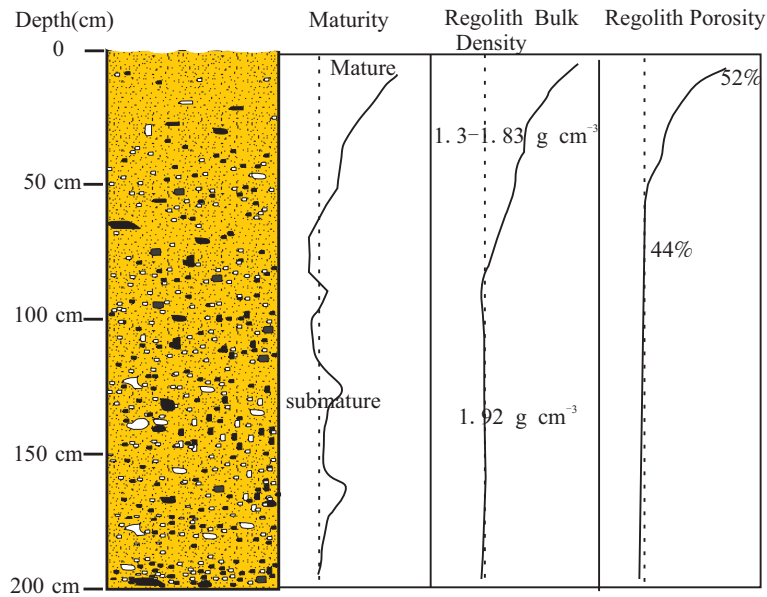 Depth(cm)
Maturity
Regolith Bulk
Density
Regolith Porosity
0
Mature
52%
1.3-1.83 g cm⁻³
50 cm
44%
100 cm
submature
1.92 g cm⁻³
150 cm
200 cm